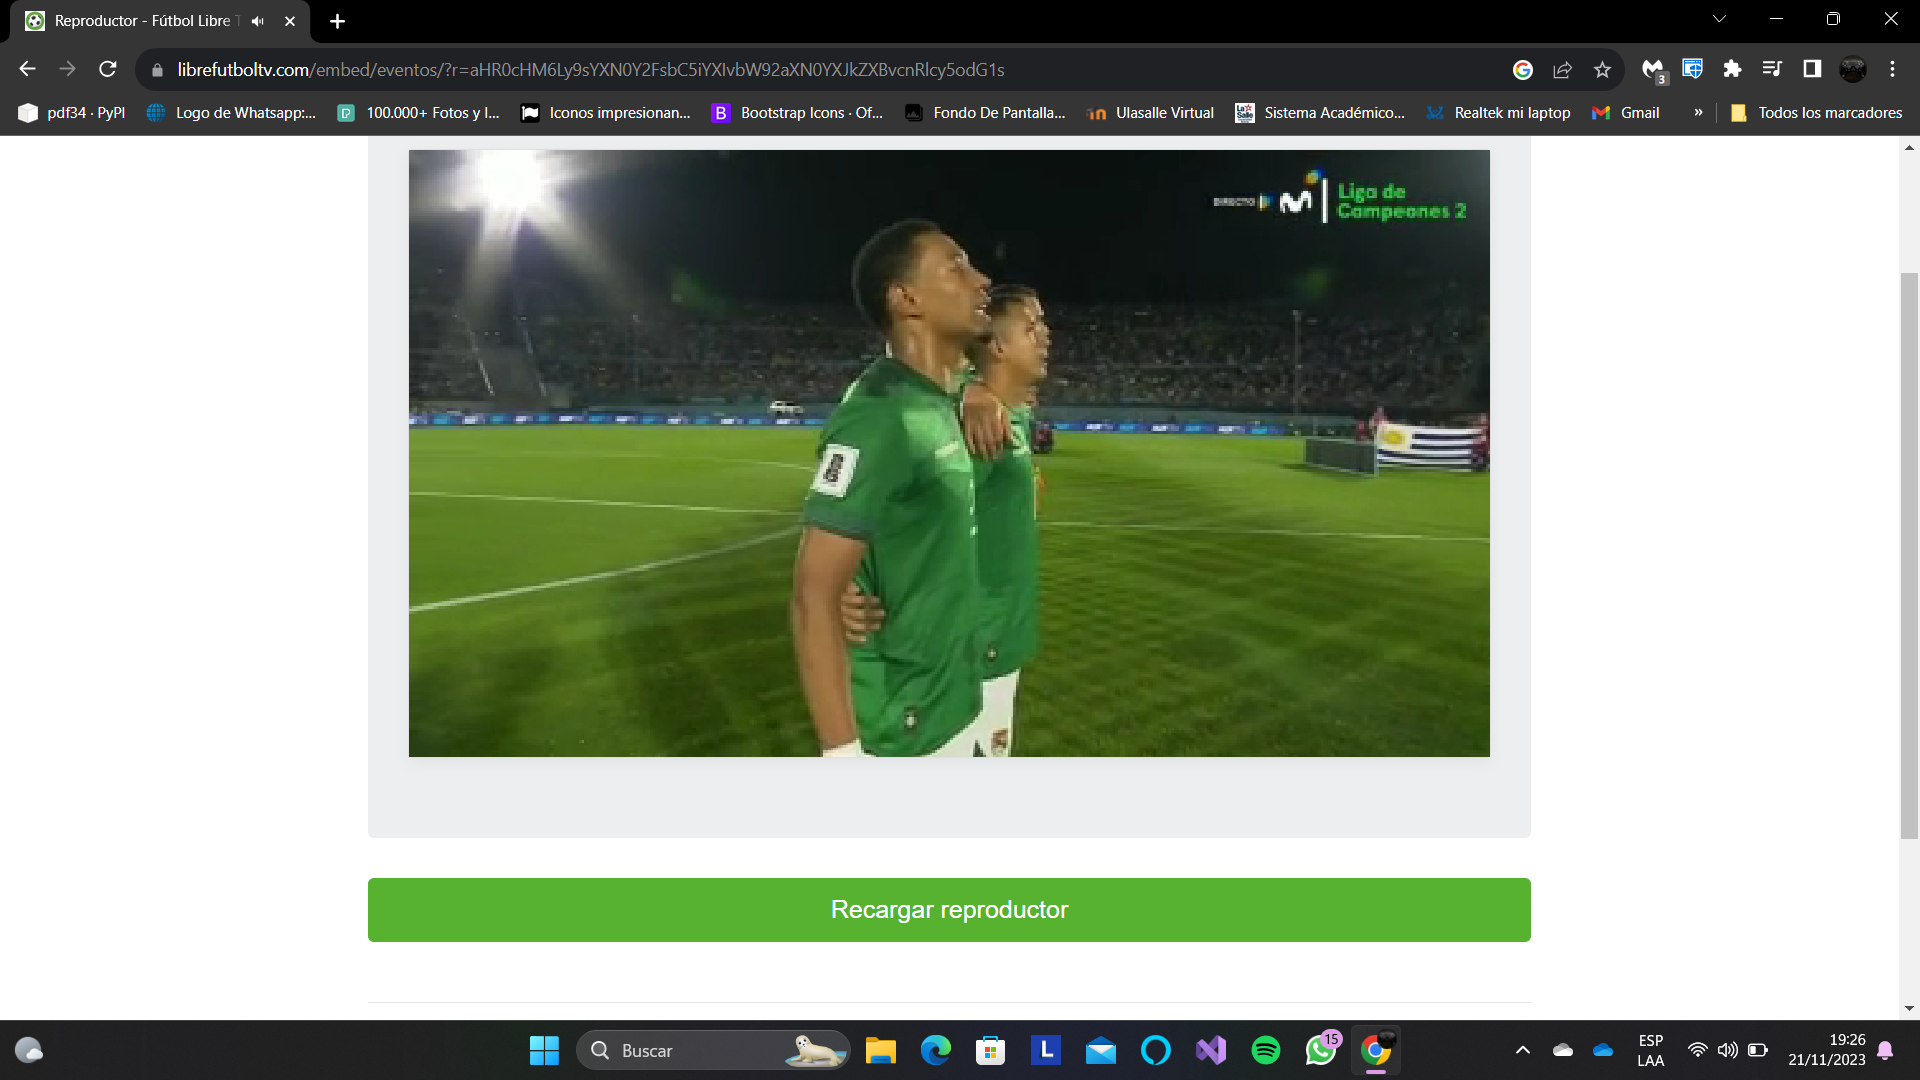 Reproductor - Fútbol Libre T
librefutboltv.com/embed/eventos/?r=aHR0cHM6Ly9sYXN0Y2FsbC5iYXIvbW92aXN0YXJkZXBvcnRlcy5odG1s
3
pdf34 · PyPI
Logo de Whatsapp:...
100.000+ Fotos y I...
Iconos impresionan...
Bootstrap Icons · Of...
Fondo De Pantalla...
Ulasalle Virtual
Sistema Académico...
Realtek mi laptop
Gmail
»
Todos los marcadores
DIRECTO
Liga de
Campeones 2
Recargar reproductor
Buscar
L
15
ESP
LAA
19:26
21/11/2023